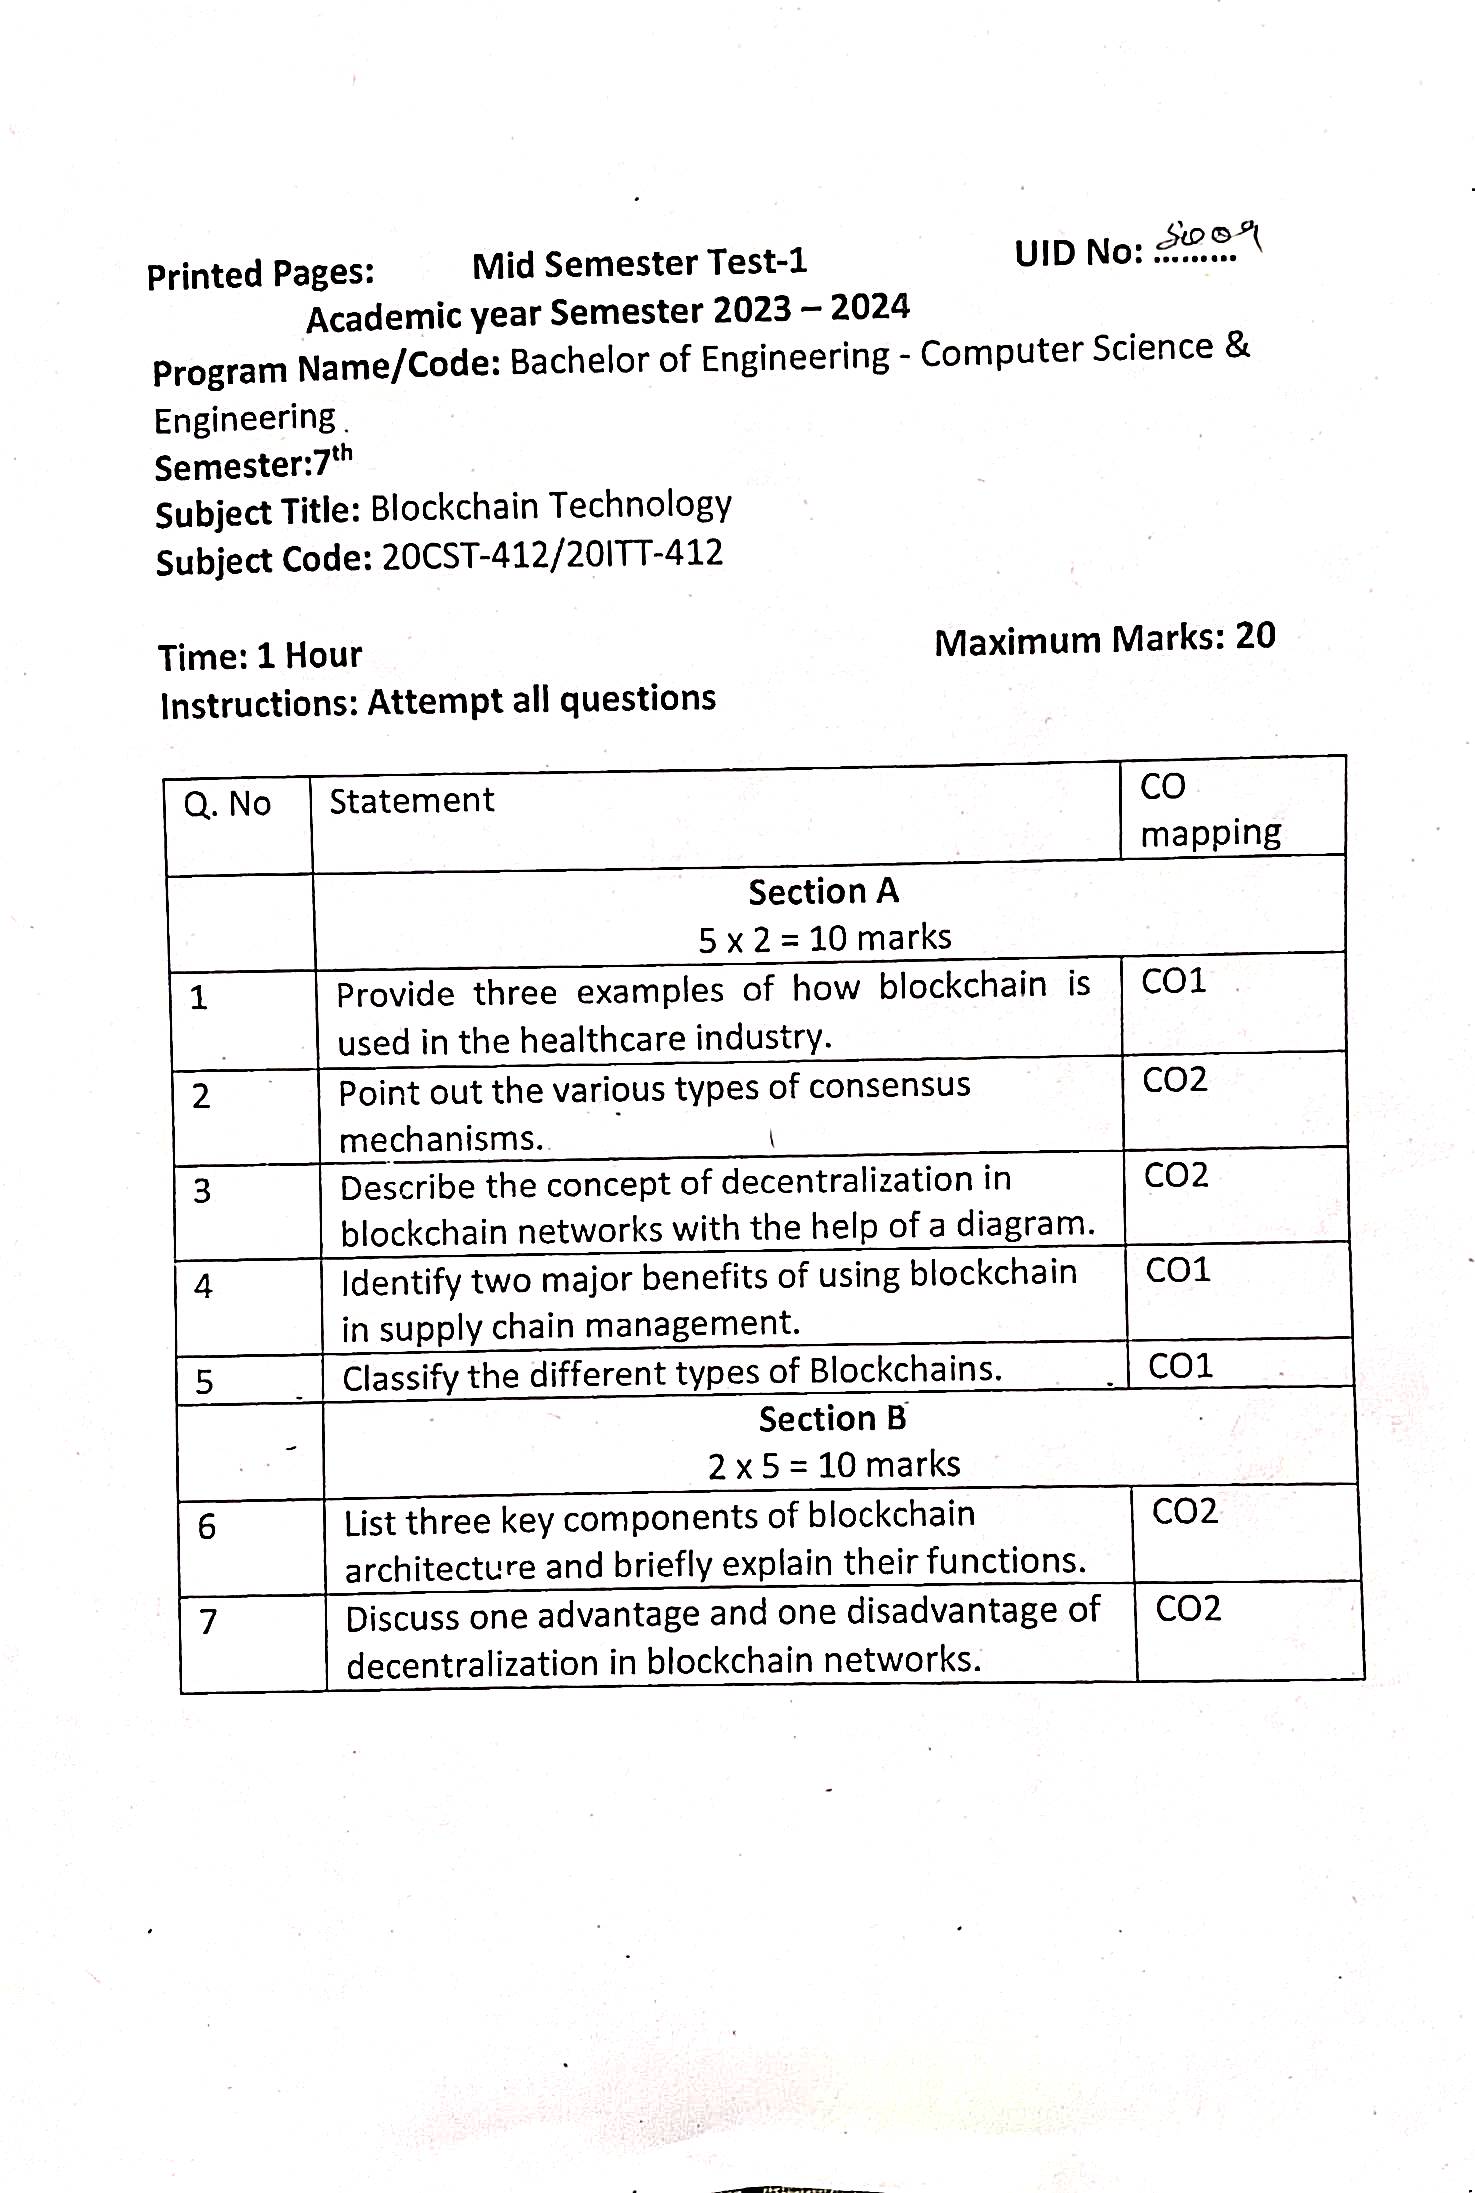 Printed Pages: Mid Semester Test-1 UID No: .........
Academic year Semester 2023 – 2024
Program Name/Code: Bachelor of Engineering - Computer Science &
Engineering
Semester:7th
Subject Title: Blockchain Technology
Subject Code: 20CST-412/20ITT-412
Time: 1 Hour Maximum Marks: 20
Instructions: Attempt all questions
Q. No Statement CO
mapping
Section A
5 x 2 = 10 marks
1 Provide three examples of how blockchain is CO1
used in the healthcare industry.
2 Point out the various types of consensus CO2
mechanisms.
3 Describe the concept of decentralization in CO2
blockchain networks with the help of a diagram.
4 Identify two major benefits of using blockchain CO1
in supply chain management.
5 Classify the different types of Blockchains. CO1
Section B
2 x 5 = 10 marks
6 List three key components of blockchain CO2
architecture and briefly explain their functions.
7 Discuss one advantage and one disadvantage of CO2
decentralization in blockchain networks.